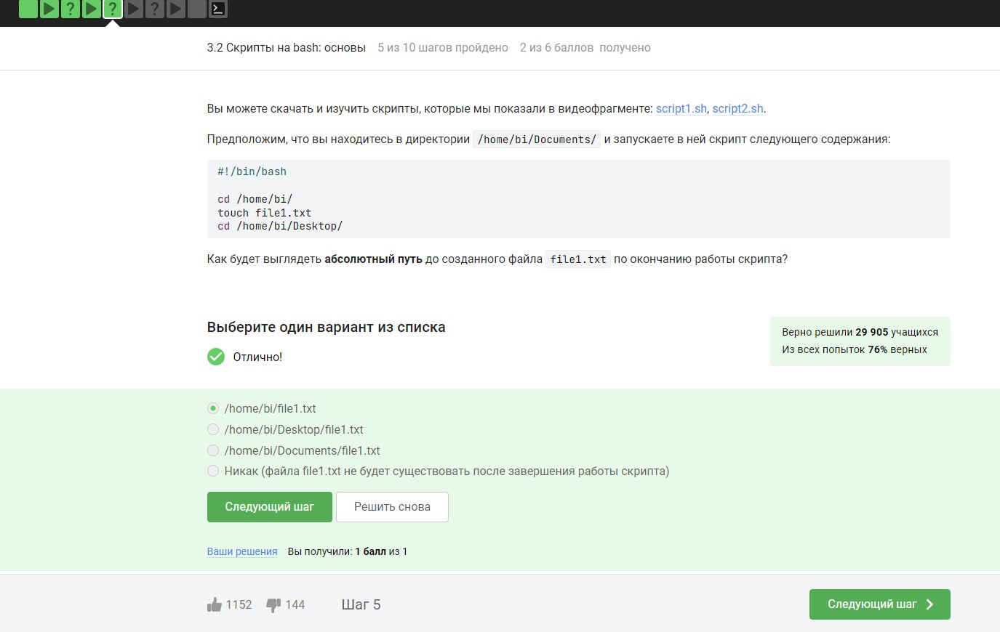 ? ? ?
3.2 Скрипты на bash: основы 5 из 10 шагов пройдено 2 из 6 баллов получено
Вы можете скачать и изучить скрипты, которые мы показали в видеофрагменте: script1.sh, script2.sh.
Предположим, что вы находитесь в директории /home/bi/Documents/ и запускаете в ней скрипт следующего содержания:
#!/bin/bash
cd /home/bi/
touch file1.txt
cd /home/bi/Desktop/
Как будет выглядеть абсолютный путь до созданного файла file1.txt по окончанию работы скрипта?
Выберите один вариант из списка
Отлично!
Верно решили 29 905 учащихся
Из всех попыток 76% верных
/home/bi/file1.txt
/home/bi/Desktop/file1.txt
/home/bi/Documents/file1.txt
Никак (файла file1.txt не будет существовать после завершения работы скрипта)
Следующий шаг Решить снова
Ваши решения Вы получили: 1 балл из 1
1152 144 Шаг 5 Следующий шаг